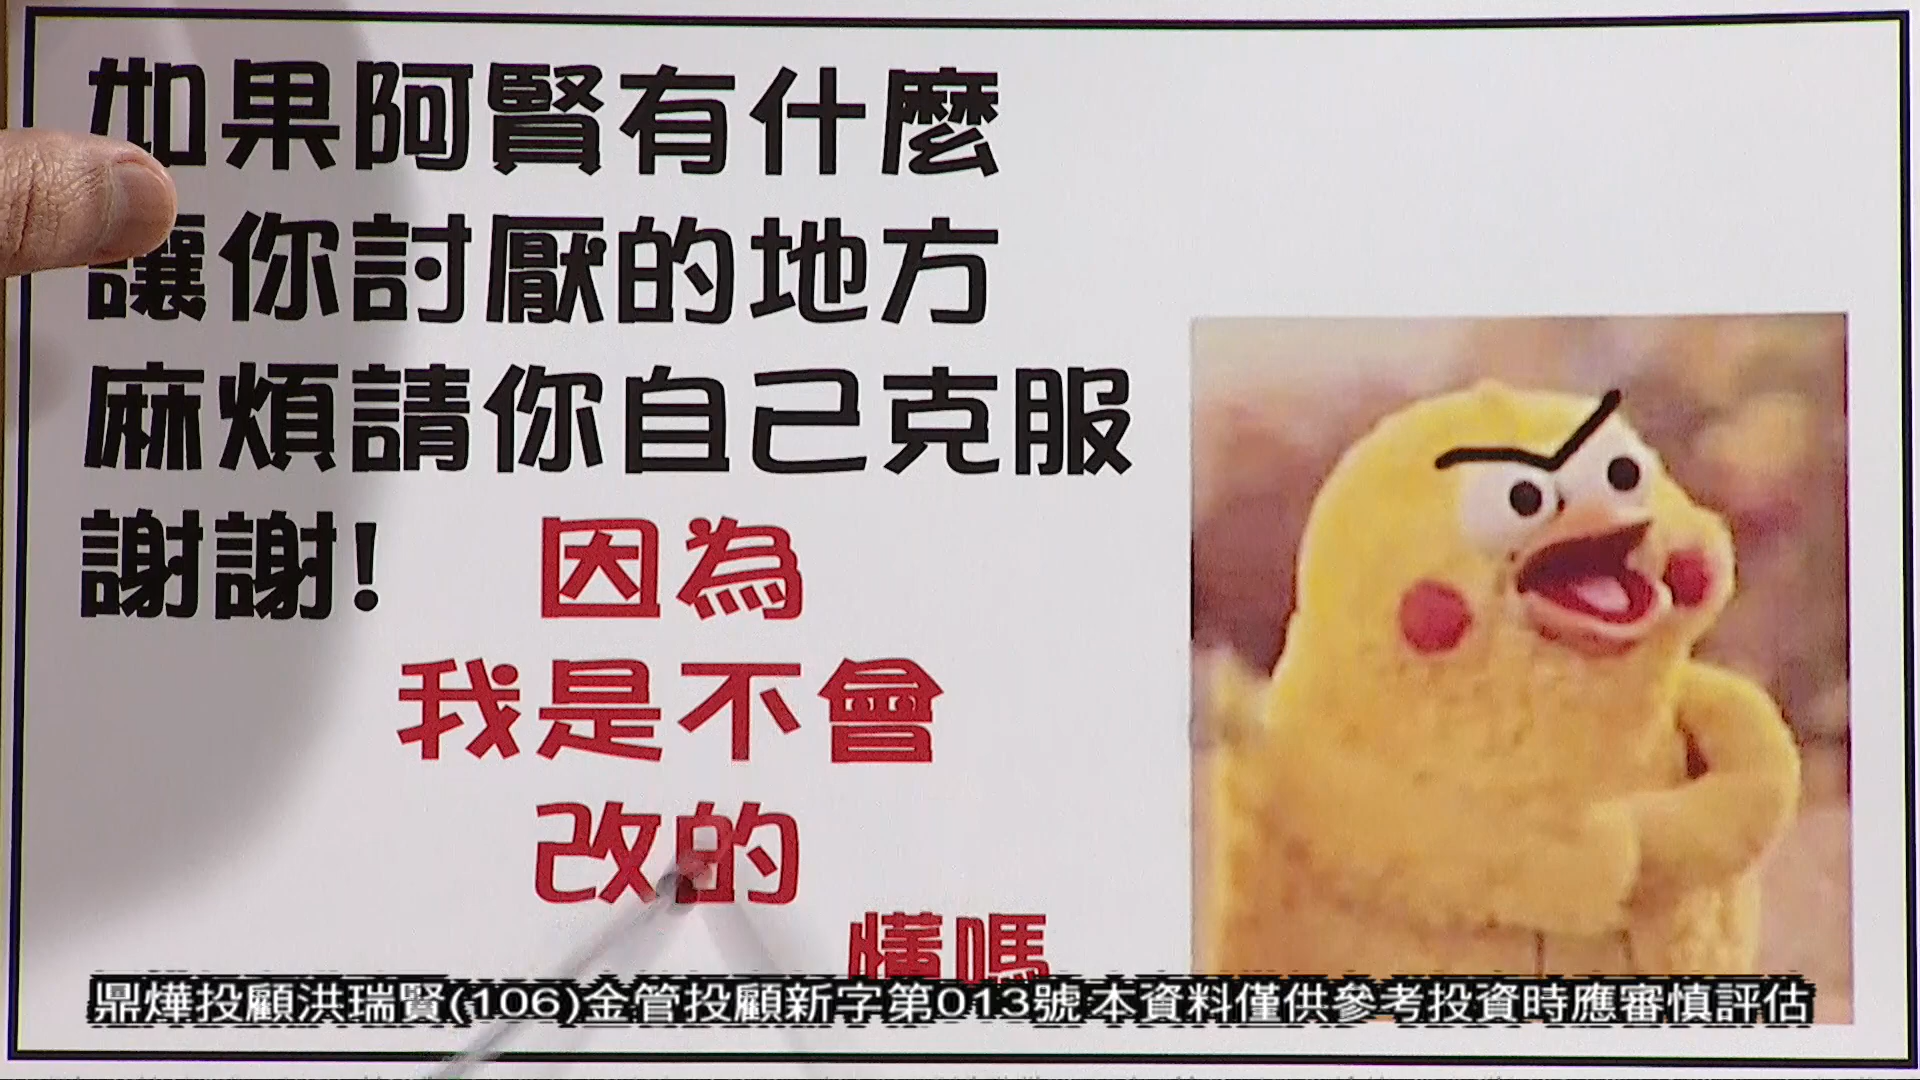 如果阿賢有什麼
讓你討厭的地方
麻煩請你自己克服
謝謝! 因為
我是不會
改的
懂嗎
鼎燁投顧洪瑞賢(106)金管投顧新字第013號本資料僅供參考投資時應審慎評估